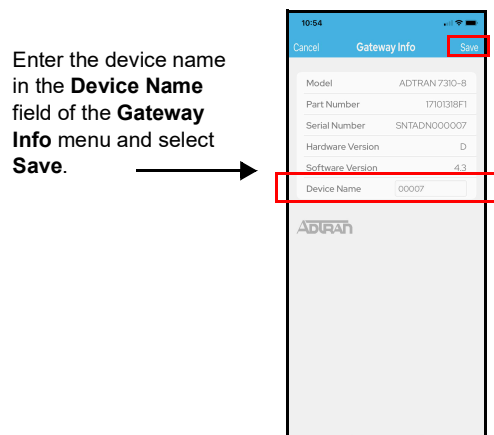 Enter the device name
in the Device Name
field of the Gateway
Info menu and select
Save.
10:54
Cancel Gateway Info Save
Model ADTRAN 7310-8
Part Number 17101318F1
Serial Number SNTADN000007
Hardware Version D
Software Version 4.3
Device Name 00007
ADTRAN